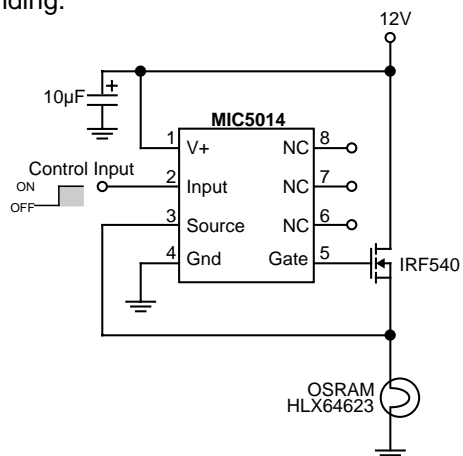 nding.
12V
10µF
+
MIC5014
1 V+ NC 8
Control Input
ON
OFF
2 Input NC 7
3 Source NC 6
4 Gnd Gate 5
IRF540
OSRAM
HLX64623